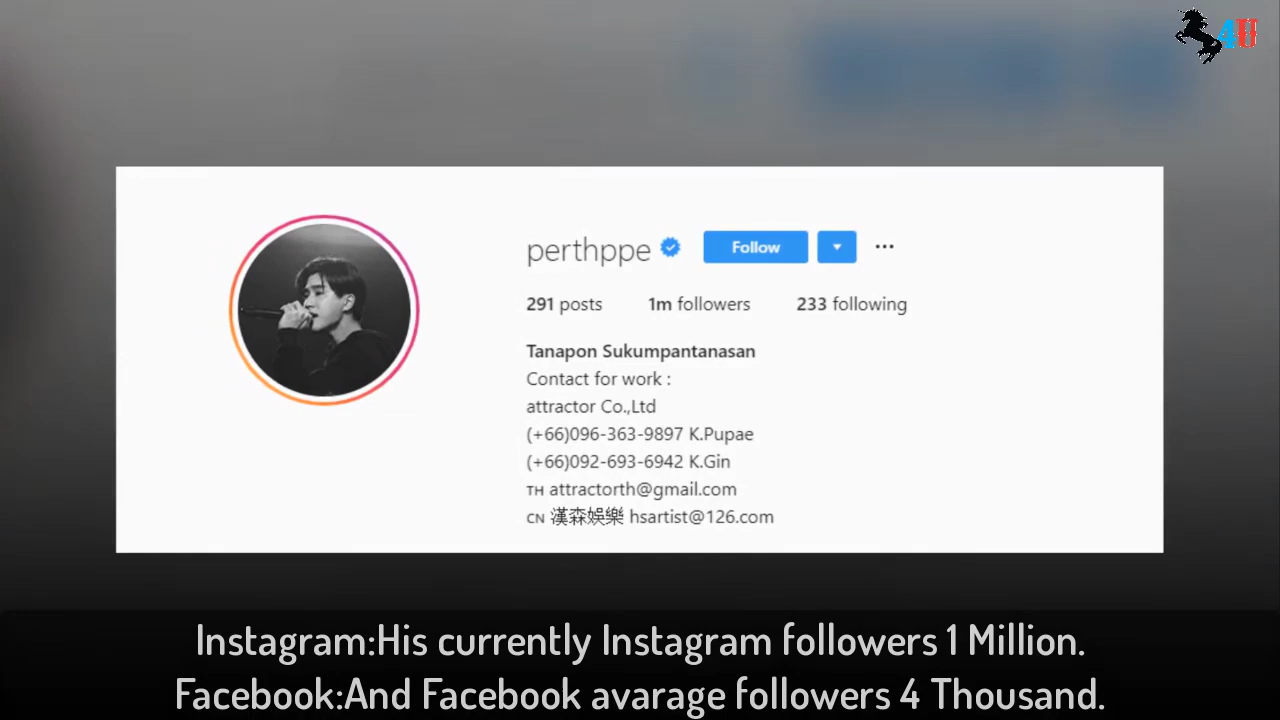 4U
perthppe Follow
291 posts 1m followers 233 following
Tanapon Sukumpantanasan
Contact for work :
attractor Co.,Ltd
(+66)096-363-9897 K.Pupae
(+66)092-693-6942 K.Gin
TH attractorth@gmail.com
CN 漢森娛樂 hsartist@126.com
Instagram:His currently Instagram followers 1 Million.
Facebook:And Facebook avarage followers 4 Thousand.